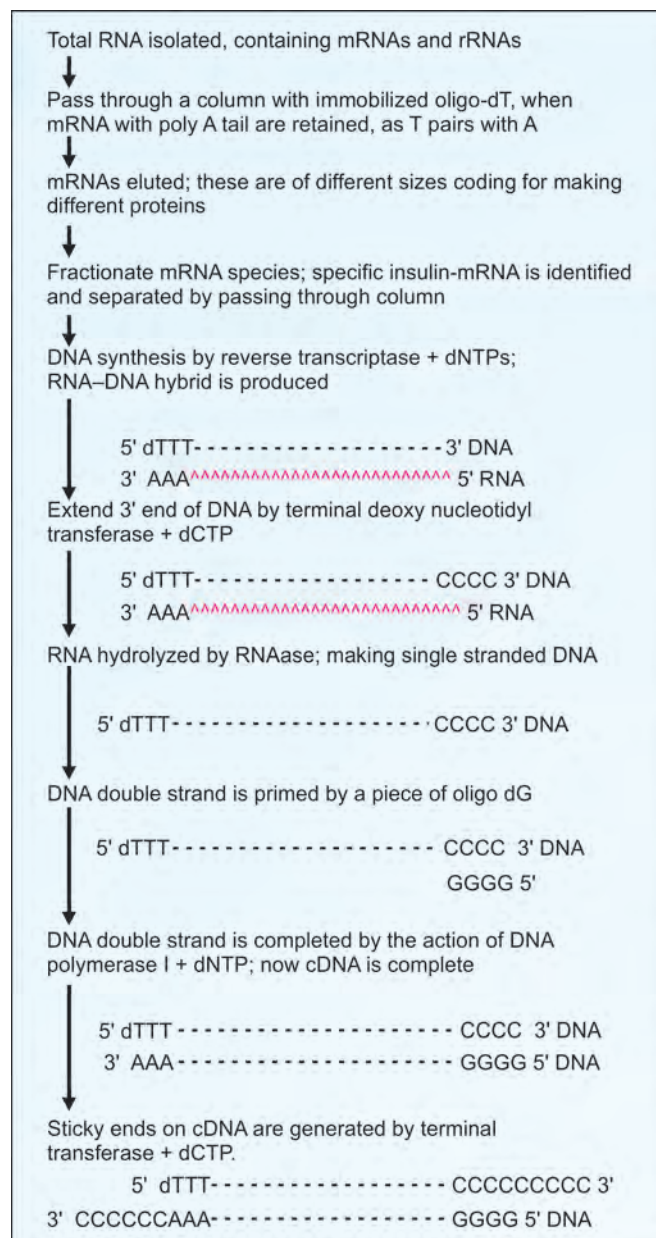 Total RNA isolated, containing mRNAs and rRNAs
Pass through a column with immobilized oligo-dT, when
mRNA with poly A tail are retained, as T pairs with A
mRNAs eluted; these are of different sizes coding for making
different proteins
Fractionate mRNA species; specific insulin-mRNA is identified
and separated by passing through column
DNA synthesis by reverse transcriptase + dNTPs;
RNA–DNA hybrid is produced
5' dTTT- - - - - - - - - - - - - - - - - - - - -3' DNA
3' AAA^^^^^^^^^^^^^^^^^^^^^^^^ 5' RNA
Extend 3' end of DNA by terminal deoxy nucleotidyl
transferase + dCTP
5' dTTT- - - - - - - - - - - - - - - - - - - - CCCC 3' DNA
3' AAA^^^^^^^^^^^^^^^^^^^^^^^^^ 5' RNA
RNA hydrolyzed by RNAase; making single stranded DNA
5' dTTT- - - - - - - - - - - - - - - - - - - - - CCCC 3' DNA
DNA double strand is primed by a piece of oligo dG
5' dTTT- - - - - - - - - - - - - - - - - - - - - - CCCC 3' DNA
GGGG 5'
DNA double strand is completed by the action of DNA
polymerase I + dNTP; now cDNA is complete
5' dTTT - - - - - - - - - - - - - - - - - - - - - CCCC 3' DNA
3' AAA- - - - - - - - - - - - - - - - - - - - - - GGGG 5' DNA
Sticky ends on cDNA are generated by terminal
transferase + dCTP.
5' dTTT- - - - - - - - - - - - - - - - - - - -CCCCCCCCC 3'
3' CCCCCCAAA- - - - - - - - - - - - - - - - - - - -GGGG 5' DNA